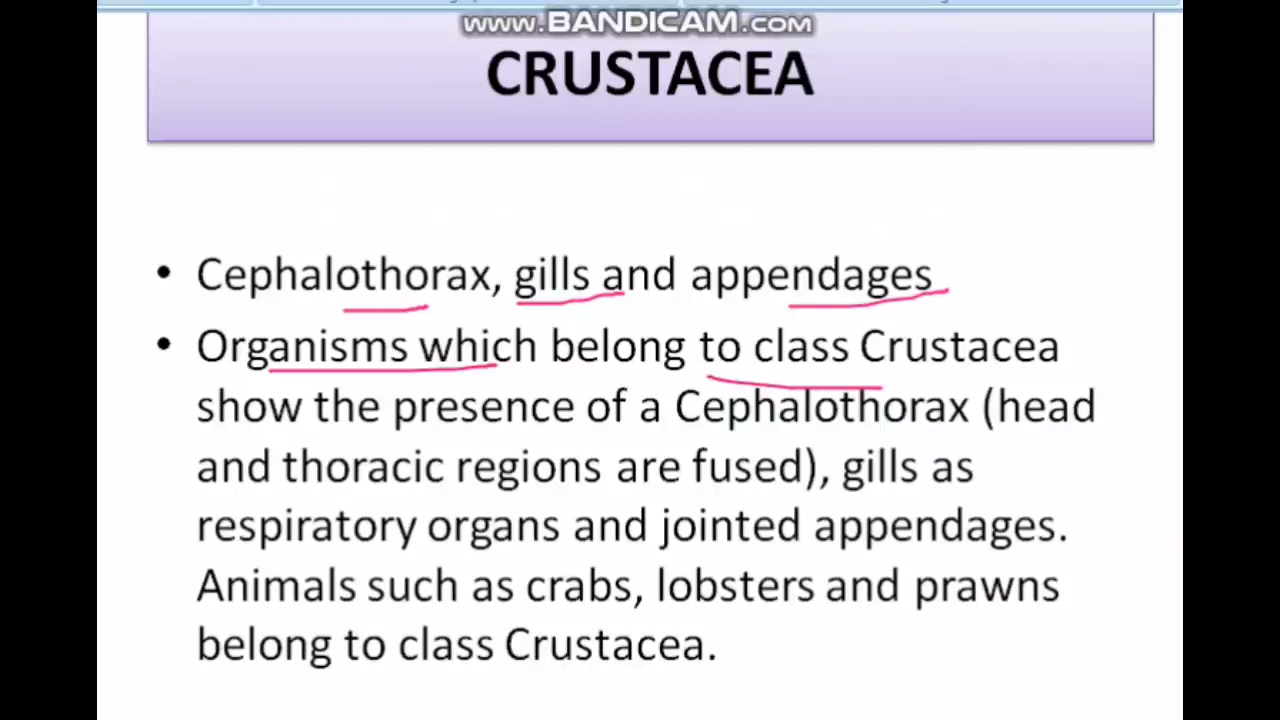 www.BANDICAM.com
CRUSTACEA
• Cephalothorax, gills and appendages
• Organisms which belong to class Crustacea
show the presence of a Cephalothorax (head
and thoracic regions are fused), gills as
respiratory organs and jointed appendages.
Animals such as crabs, lobsters and prawns
belong to class Crustacea.